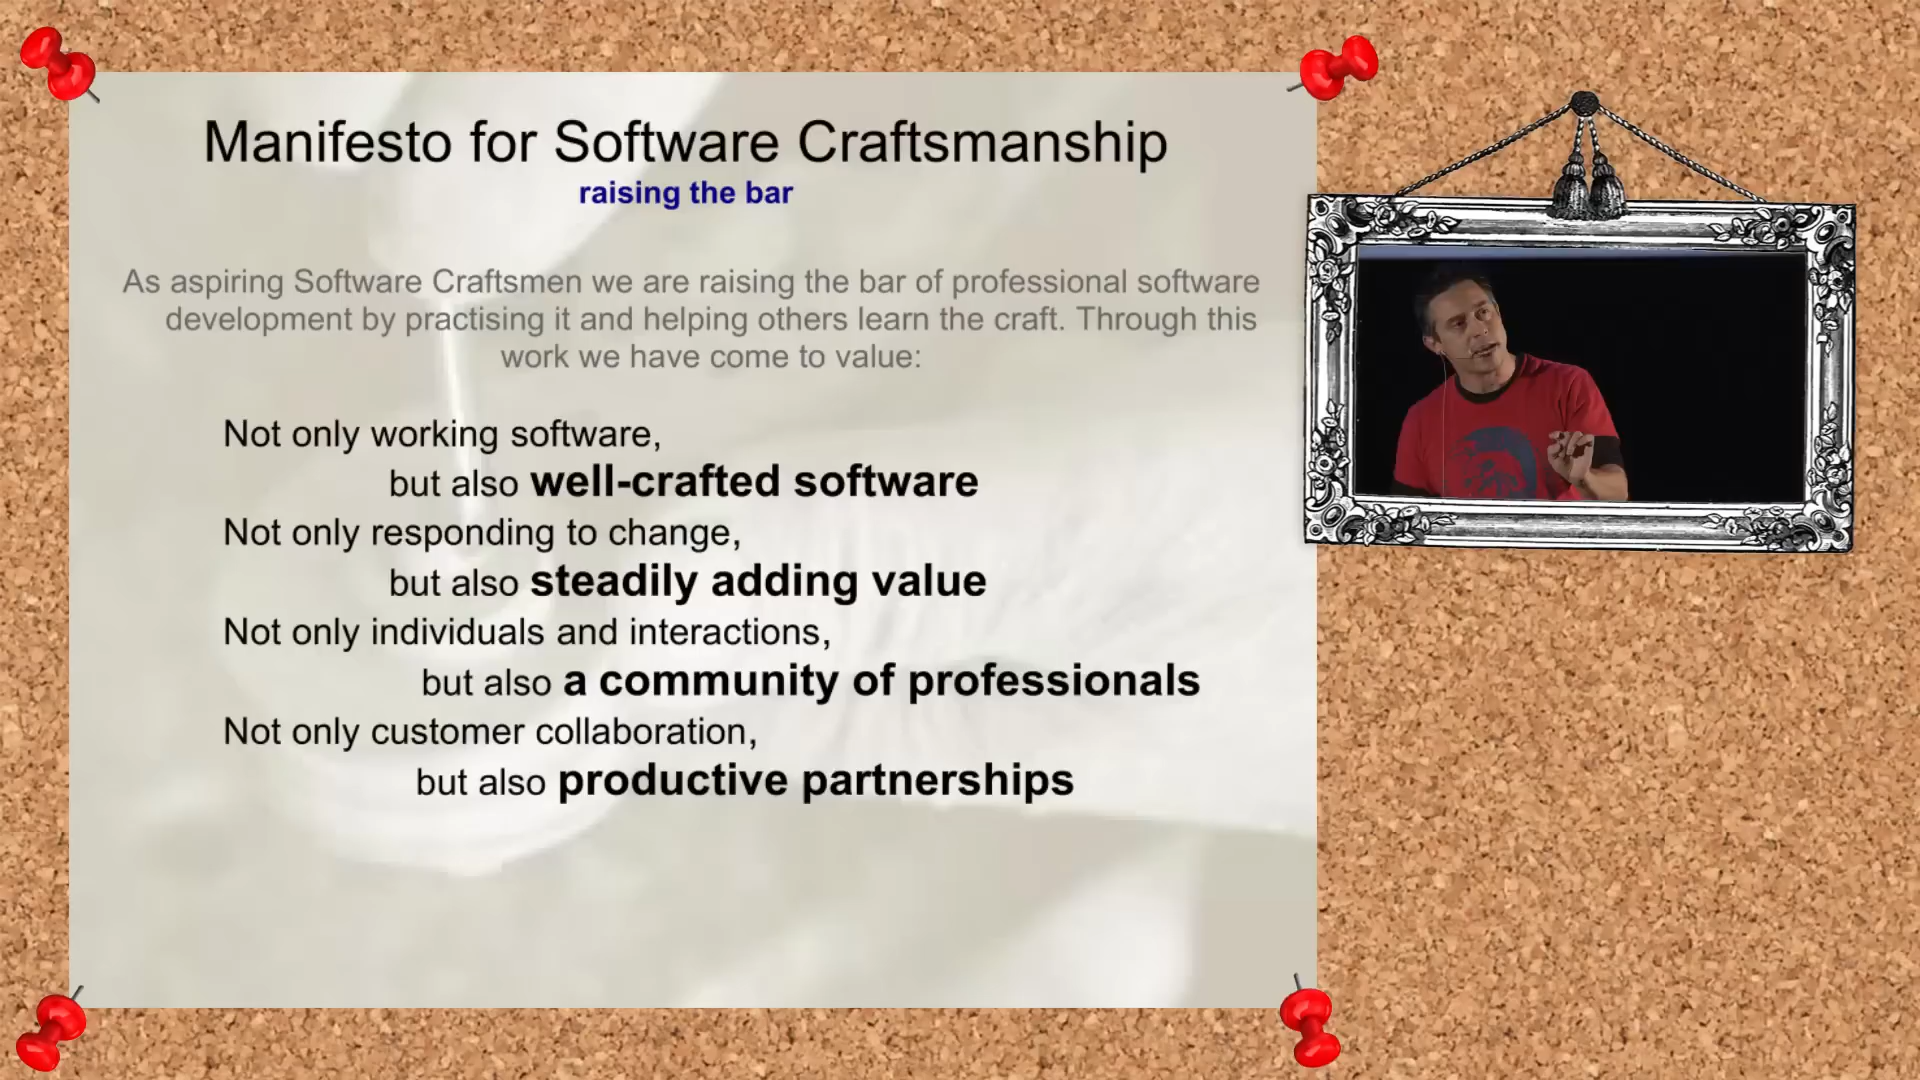 Manifesto for Software Craftsmanship
raising the bar
As aspiring Software Craftsmen we are raising the bar of professional software
development by practising it and helping others learn the craft. Through this
work we have come to value:
Not only working software,
but also well-crafted software
Not only responding to change,
but also steadily adding value
Not only individuals and interactions,
but also a community of professionals
Not only customer collaboration,
but also productive partnerships